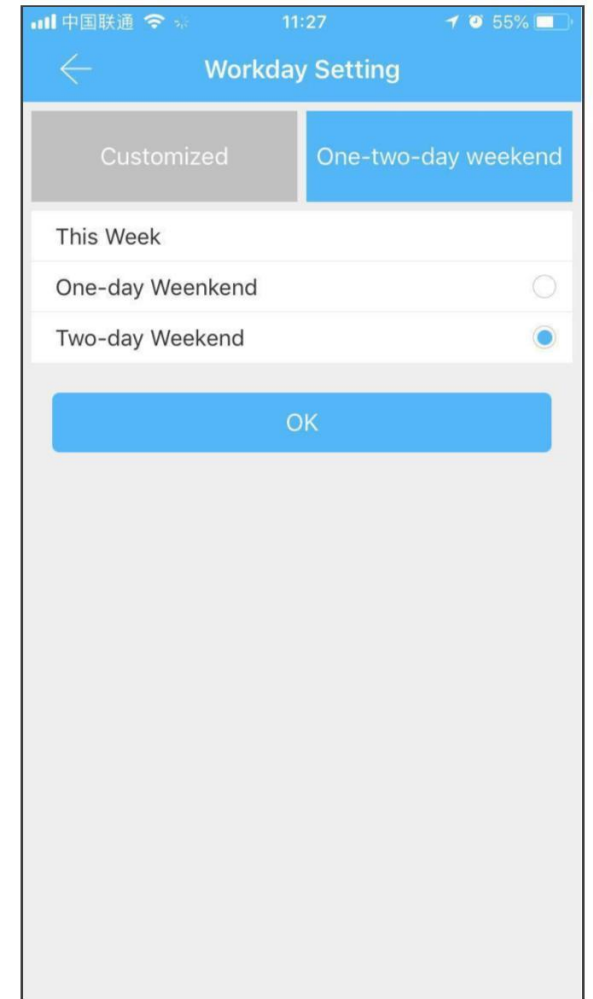 中国联通 11:27 55%
Workday Setting
Customized One-two-day weekend
This Week
One-day Weenkend
Two-day Weekend
OK